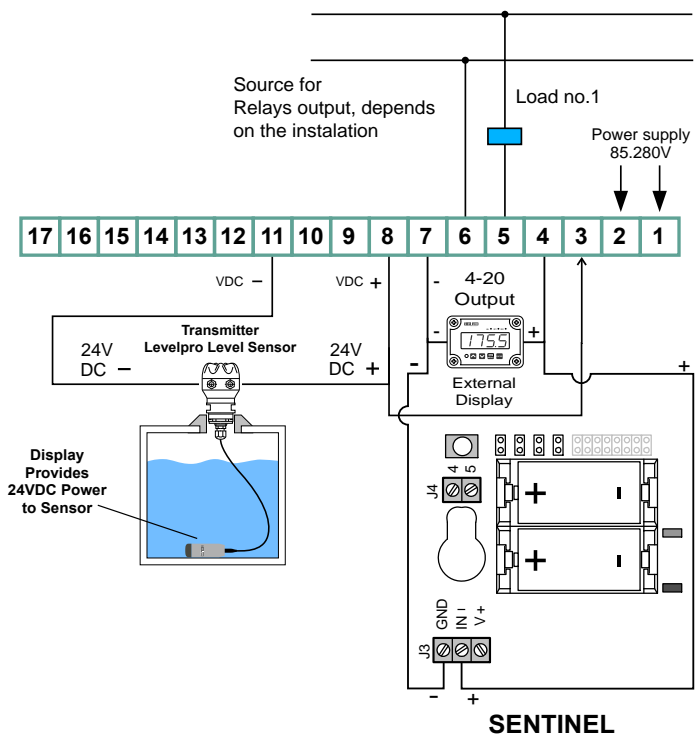 Source for
Relays output, depends
on the instalation
Load no.1
Power supply
85.280V
17 16 15 14 13 12 11 10 9 8 7 6 5 4 3 2 1
VDC −
VDC +
-
4-20
Output
Transmitter
Levelpro Level Sensor
24V
DC −
24V
DC +
-
-
175.5
+
+
External
Display
Display
Provides
24VDC Power
to Sensor
J4
4
5
+ -
+ -
J3
GND
IN −
V +
-
+
SENTINEL